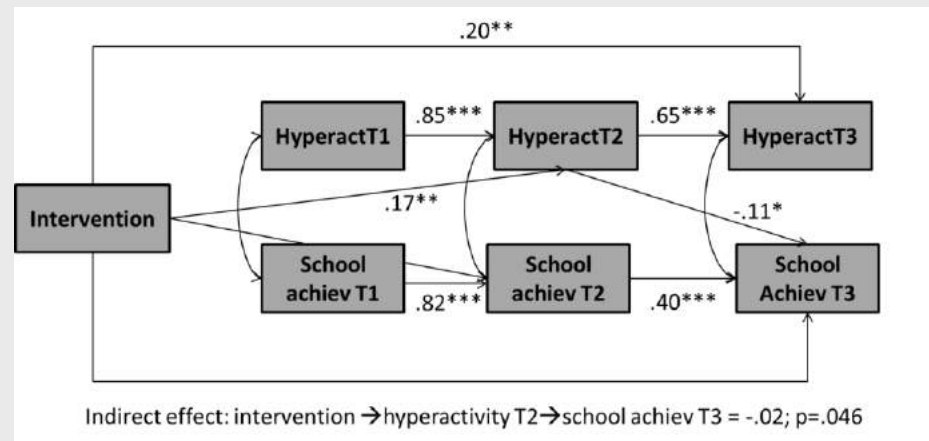 .20**
HyperactT1
.85***
HyperactT2
.65***
HyperactT3
Intervention
.17**
-.11*
School
achiev T1
.82***
School
achiev T2
.40***
School
Achiev T3
Indirect effect: intervention →hyperactivity T2→school achiev T3 = -.02; p=.046